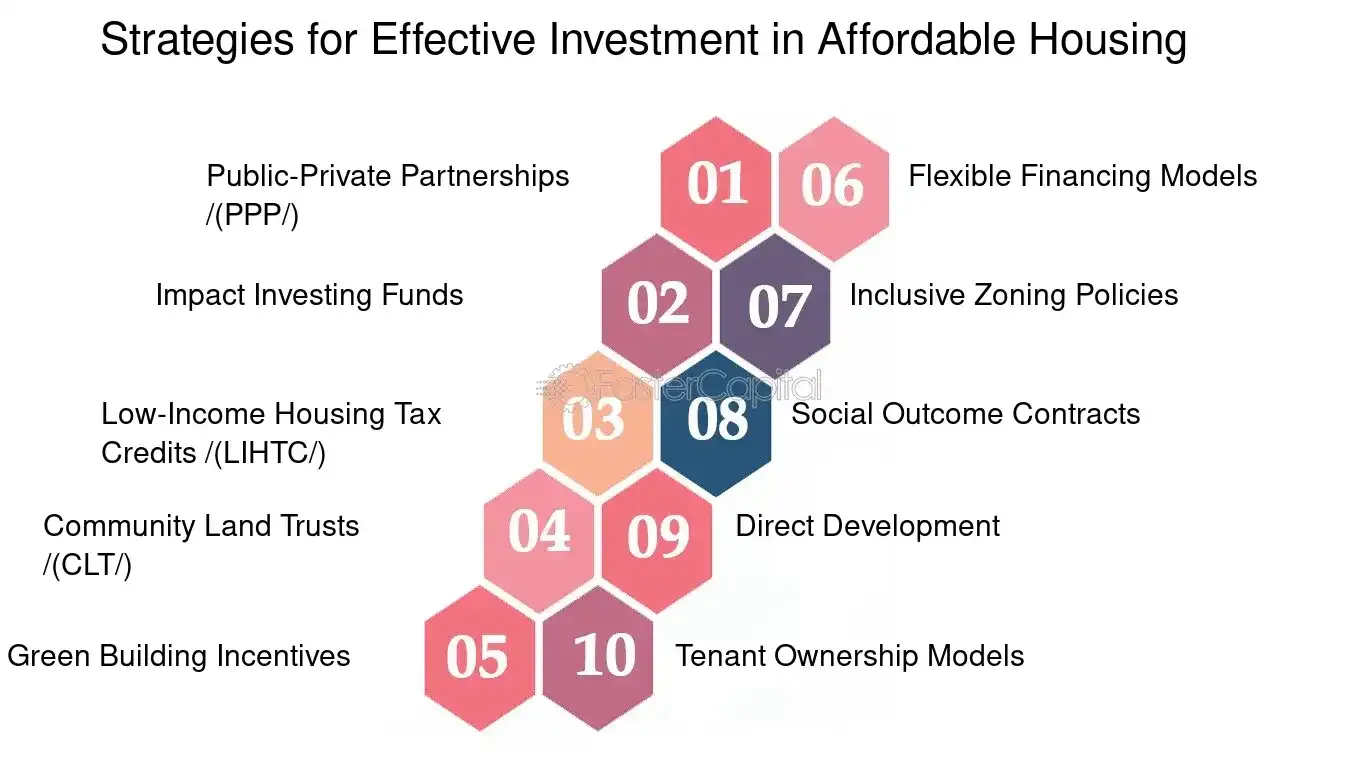 Strategies for Effective Investment in Affordable Housing
Public-Private Partnerships
/(PPP/)
01
06
Flexible Financing Models
Impact Investing Funds
02
07
Inclusive Zoning Policies
FasterCapital
Low-Income Housing Tax
Credits /(LIHTC/)
03
08
Social Outcome Contracts
Community Land Trusts
/(CLT/)
04
09
Direct Development
Green Building Incentives
05
10
Tenant Ownership Models